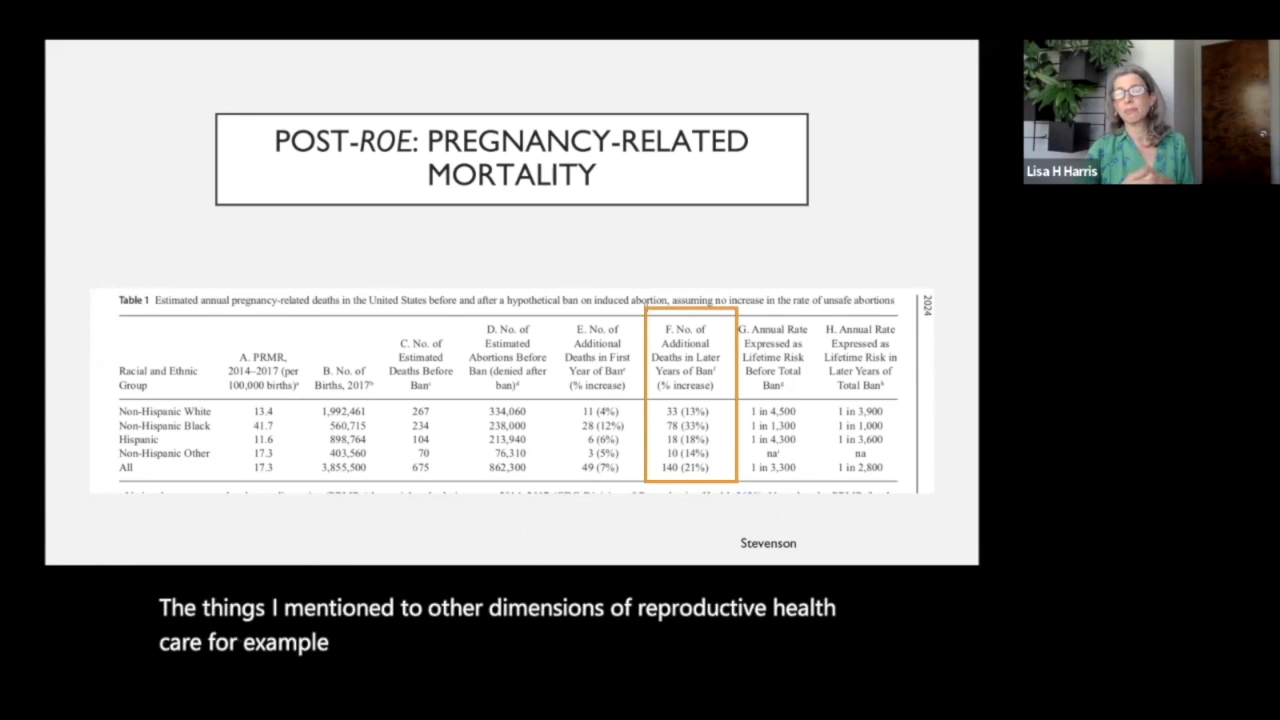 POST-ROE: PREGNANCY-RELATED
MORTALITY
Lisa H Harris
Table 1 Estimated annual pregnancy-related deaths in the United States before and after a hypothetical ban on induced abortion, assuming no increase in the rate of unsafe abortions
2024
Racial and Ethnic
Group
A. PRMR,
2014–2017 (per
100,000 births)ᵃ
B. No. of
Births, 2017ᵇ
C. No. of
Estimated
Deaths Before
Banᶜ
D. No. of
Estimated
Abortions Before
Ban (denied after
ban)ᵈ
E. No. of
Additional
Deaths in First
Year of Banᵉ
(% increase)
F. No. of
Additional
Deaths in Later
Years of Banᶠ
(% increase)
G. Annual Rate
Expressed as
Lifetime Risk
Before Total
Banᵍ
H. Annual Rate
Expressed as
Lifetime Risk in
Later Years of
Total Banʰ
Non-Hispanic White 13.4 1,992,461 267 334,060 11 (4%) 33 (13%) 1 in 4,500 1 in 3,900
Non-Hispanic Black 41.7 560,715 234 238,000 28 (12%) 78 (33%) 1 in 1,300 1 in 1,000
Hispanic 11.6 898,764 104 213,940 6 (6%) 18 (18%) 1 in 4,300 1 in 3,600
Non-Hispanic Other 17.3 403,560 70 76,310 3 (5%) 10 (14%) naⁱ na
All 17.3 3,855,500 675 862,300 49 (7%) 140 (21%) 1 in 3,300 1 in 2,800
Stevenson
The things I mentioned to other dimensions of reproductive health
care for example